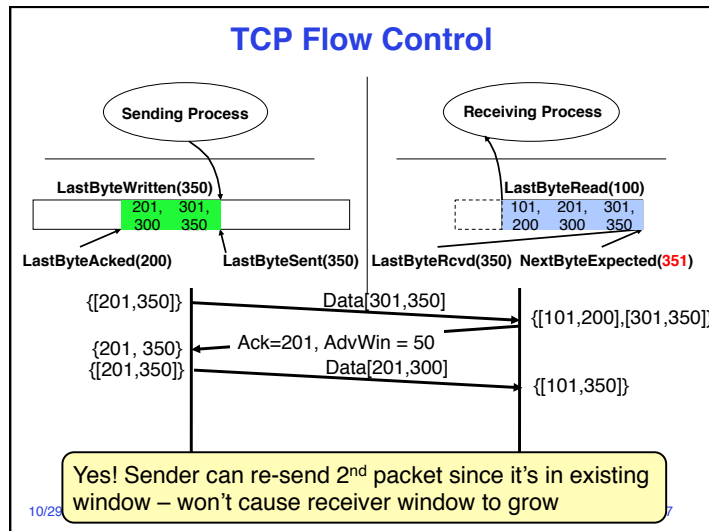 TCP Flow Control
Sending Process
Receiving Process
LastByteWritten(350)
LastByteRead(100)
201, 301,
300 350
101, 201, 301,
200 300 350
LastByteAcked(200)
LastByteSent(350)
LastByteRcvd(350)
NextByteExpected(351)
{[201,350]}
Data[301,350]
{[101,200],[301,350]}
Ack=201, AdvWin = 50
{201, 350}
{[201,350]}
Data[201,300]
{[101,350]}
Yes! Sender can re-send 2nd packet since it's in existing
window – won't cause receiver window to grow
10/29
7